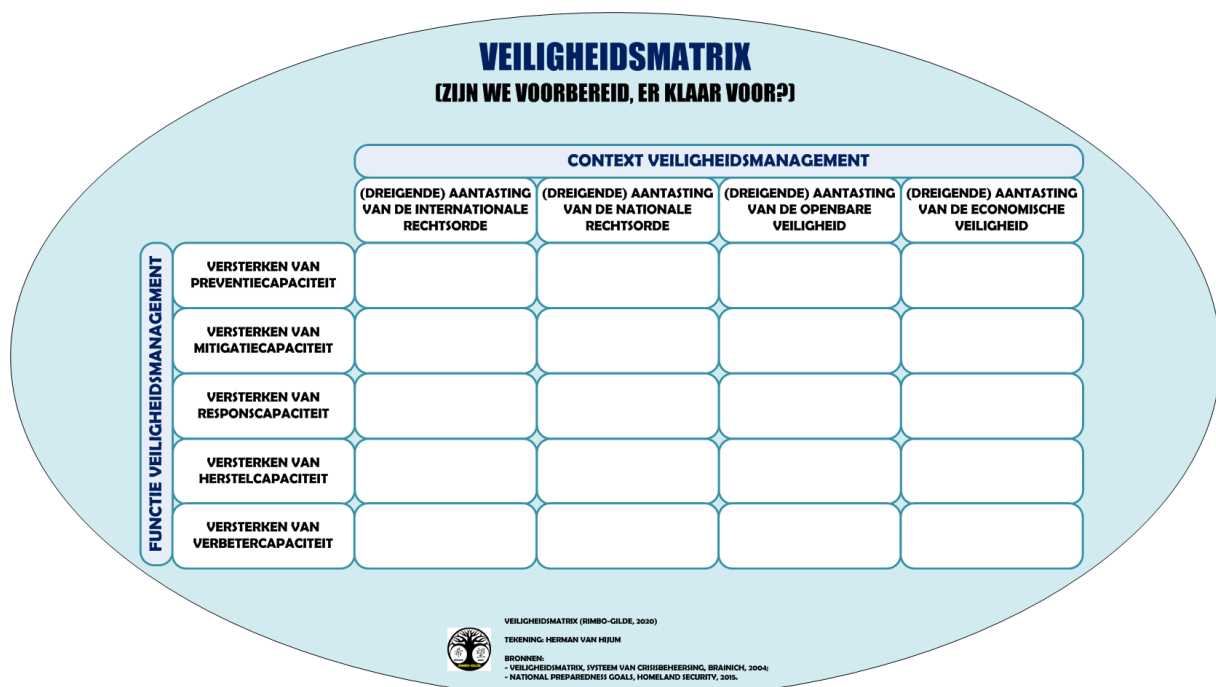 VEILIGHEIDSMATRIX
(ZIJN WE VOORBEREID, ER KLAAR VOOR?)
CONTEXT VEILIGHEIDSMANAGEMENT
(DREIGENDE) AANTASTING
VAN DE INTERNATIONALE
RECHTSORDE
(DREIGENDE) AANTASTING
VAN DE NATIONALE
RECHTSORDE
(DREIGENDE) AANTASTING
VAN DE OPENBARE
VEILIGHEID
(DREIGENDE) AANTASTING
VAN DE ECONOMISCHE
VEILIGHEID
FUNCTIE VEILIGHEIDSMANAGEMENT
VERSTERKEN VAN
PREVENTIECAPACITEIT
VERSTERKEN VAN
MITIGATIECAPACITEIT
VERSTERKEN VAN
RESPONSCAPACITEIT
VERSTERKEN VAN
HERSTELCAPACITEIT
VERSTERKEN VAN
VERBETERCAPACITEIT
RIMBO-GILDE
VEILIGHEIDSMATRIX (RIMBO-GILDE, 2020)
TEKENING: HERMAN VAN HIJUM
BRONNEN:
- VEILIGHEIDSMATRIX, SYSTEEM VAN CRISISBEHEERSING, BRAINICH, 2004;
- NATIONAL PREPAREDNESS GOALS, HOMELAND SECURITY, 2015.